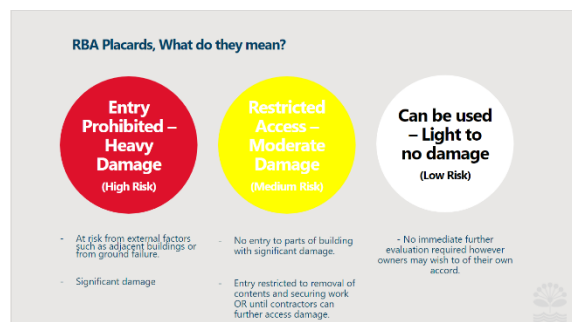 RBA Placards, What do they mean?
Entry
Prohibited –
Heavy
Damage
(High Risk)
Restricted
Access –
Moderate
Damage
(Medium Risk)
Can be used
– Light to
no damage
(Low Risk)
- At risk from external factors
such as adjacent buildings or
from ground failure.
- Significant damage
- No entry to parts of building
with significant damage.
- Entry restricted to removal of
contents and securing work
OR until contractors can
further access damage.
- No immediate further
evaluation required however
owners may wish to of their own
accord.